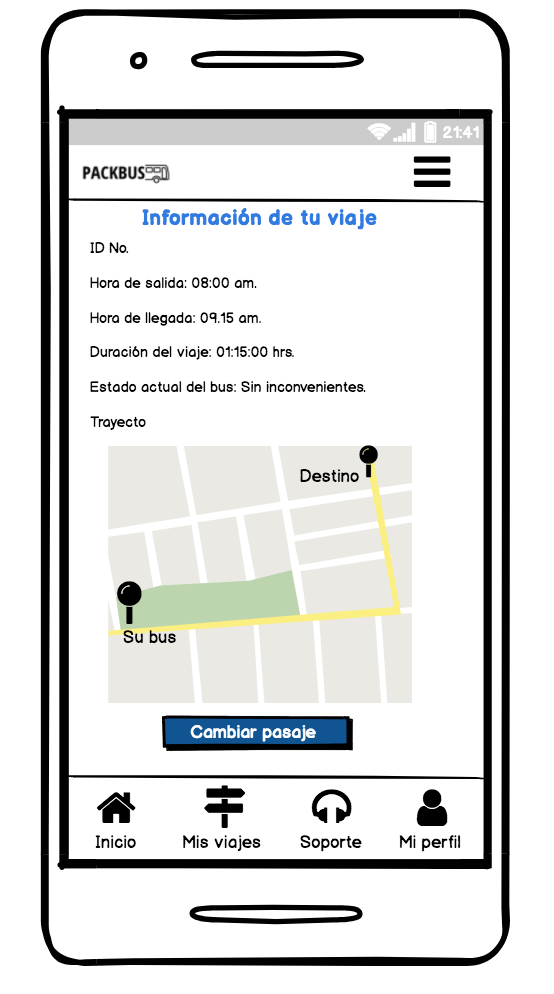 21:41
PACKBUS
Información de tu viaje
ID No.
Hora de salida: 08:00 am.
Hora de llegada: 09.15 am.
Duración del viaje: 01:15:00 hrs.
Estado actual del bus: Sin inconvenientes.
Trayecto
Destino
Su bus
Cambiar pasaje
Inicio
Mis viajes
Soporte
Mi perfil